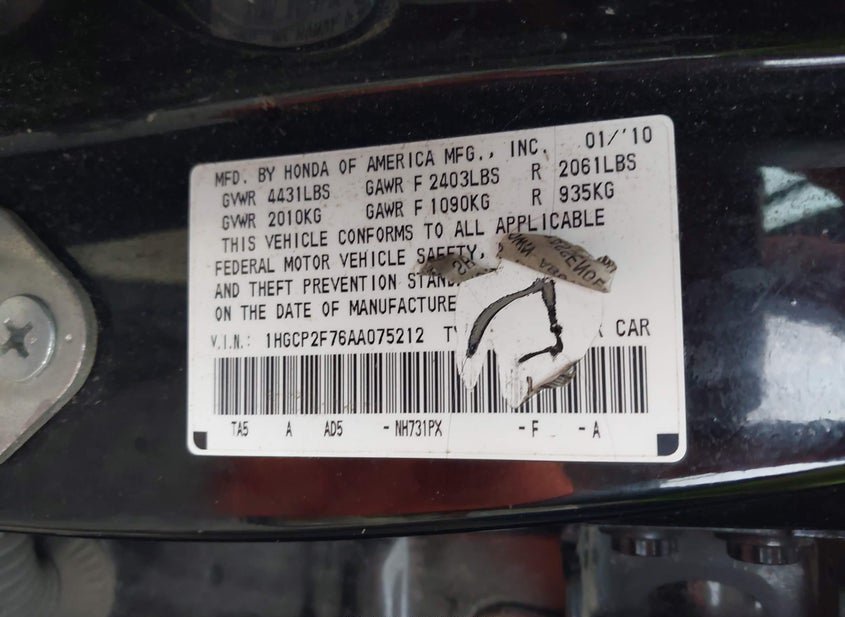 MFD. BY HONDA OF AMERICA MFG., INC. 01/'10
GVWR 4431LBS GAWR F 2403LBS R 2061LBS
GVWR 2010KG GAWR F 1090KG R 935KG
THIS VEHICLE CONFORMS TO ALL APPLICABLE
FEDERAL MOTOR VEHICLE SAFETY,
AND THEFT PREVENTION STAND
ON THE DATE OF MANUFACTURE
V.I.N.: 1HGCP2F76AA075212 TY CAR
TA5 A AD5 -NH731PX -F -A